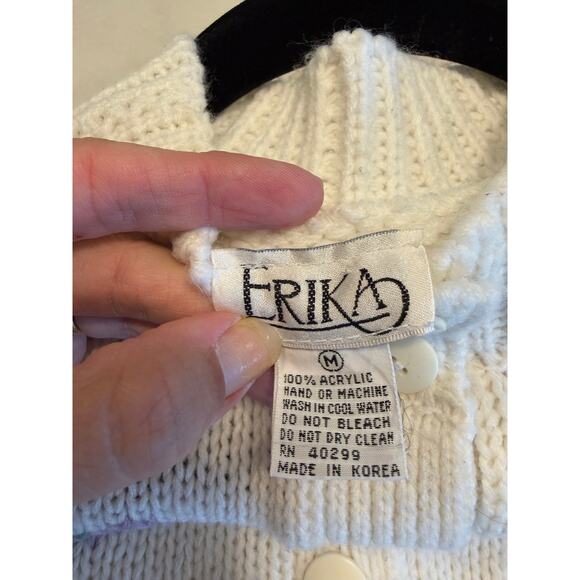 ERIKA
M
100% ACRYLIC
HAND OR MACHINE
WASH IN COOL WATER
DO NOT BLEACH
DO NOT DRY CLEAN
RN 40299
MADE IN KOREA